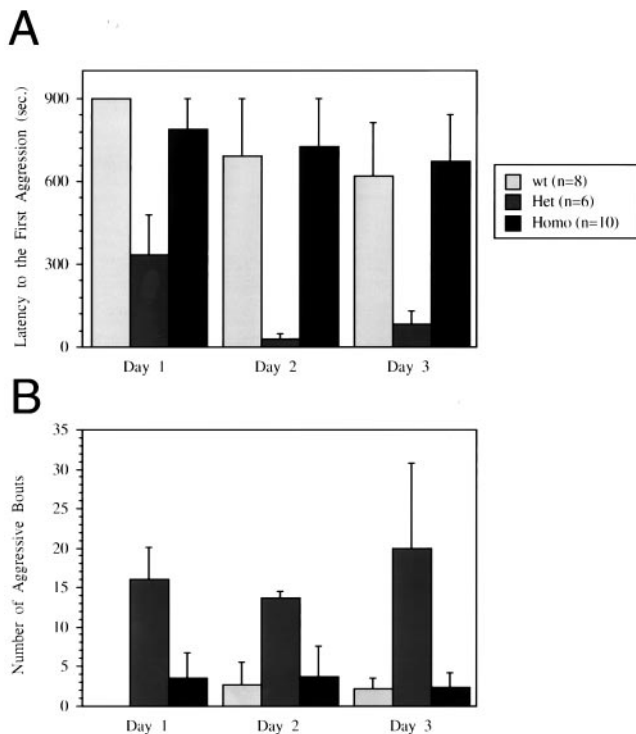 A
Latency to the First Aggression (sec.)
900
600
300
0
Day 1
Day 2
Day 3
wt (n=8)
Het (n=6)
Homo (n=10)
B
Number of Aggressive Bouts
35
30
25
20
15
10
5
0
Day 1
Day 2
Day 3